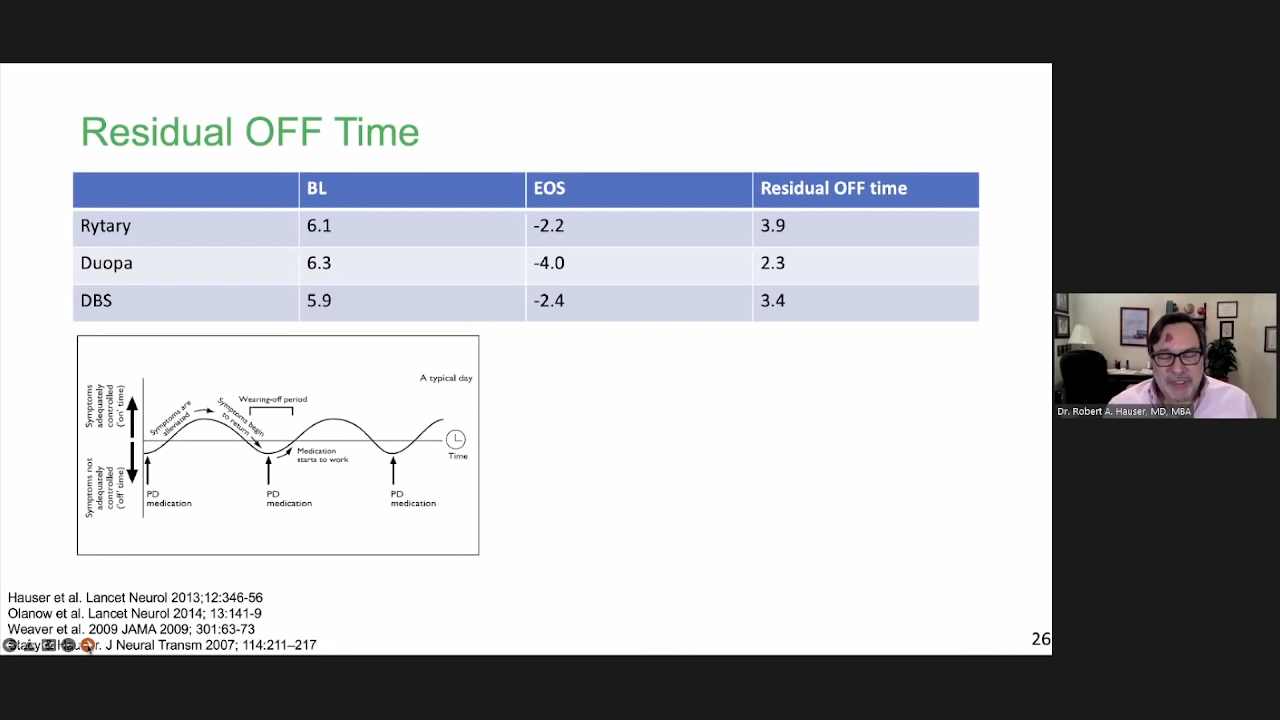 Residual OFF Time
BL EOS Residual OFF time
Rytary 6.1 -2.2 3.9
Duopa 6.3 -4.0 2.3
DBS 5.9 -2.4 3.4
A typical day
Symptoms
adequately
controlled
('on' time)
Symptoms not
adequately
controlled
('off' time)
Symptoms are
alleviated
Symptoms begin
to return
Wearing-off period
Medication
starts to work
Time
PD
medication
PD
medication
PD
medication
Hauser et al. Lancet Neurol 2013;12:346-56
Olanow et al. Lancet Neurol 2014; 13:141-9
Weaver et al. 2009 JAMA 2009; 301:63-73
J Neural Transm 2007; 114:211–217
26
Dr. Robert A. Hauser, MD, MBA